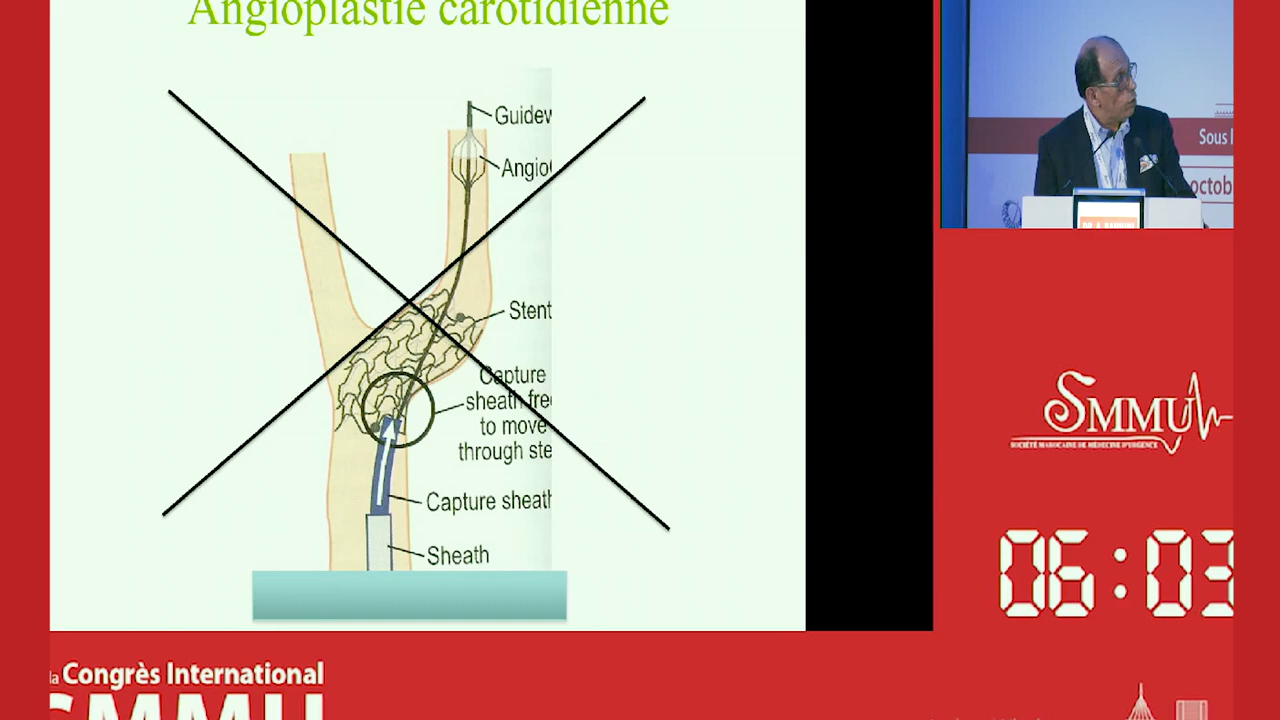 Angioplastie carotidienne
Guidew
Angio
Stent
Capture
sheath fre
to move
through ste
Capture sheath
Sheath
Sous l
octob
SMMU
SOCIÉTÉ MAROCAINE DE MÉDECINE D'URGENCE
06:03
la Congrès International
SMMU